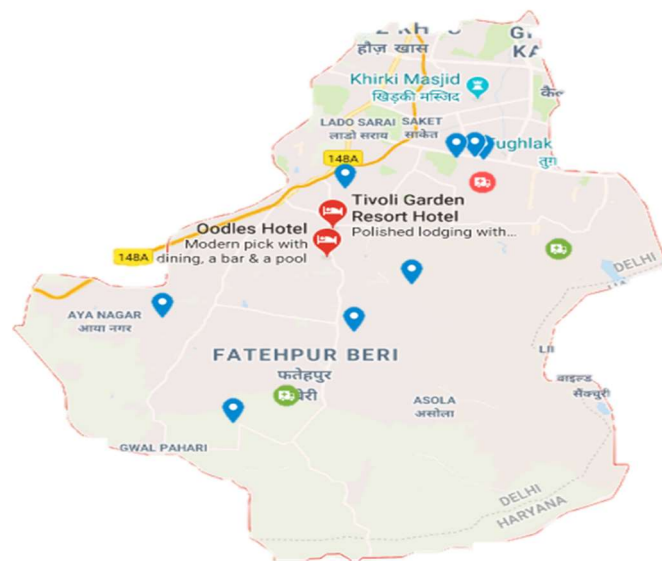 हौज़ खास
Khirki Masjid
खिड़की मस्जिद
LADO SARAI
लाडो सराय
SAKET
साकेत
Tughlak
148A
Tivoli Garden
Resort Hotel
Polished lodging with...
Oodles Hotel
Modern pick with
dining, a bar & a pool
148A
DELHI
AYA NAGAR
आया नगर
FATEHPUR BERI
फतेहपुर
बेरी
वाइल्ड
सैंक्चुरी
ASOLA
असोला
GWAL PAHARI
DELHI
HARYANA